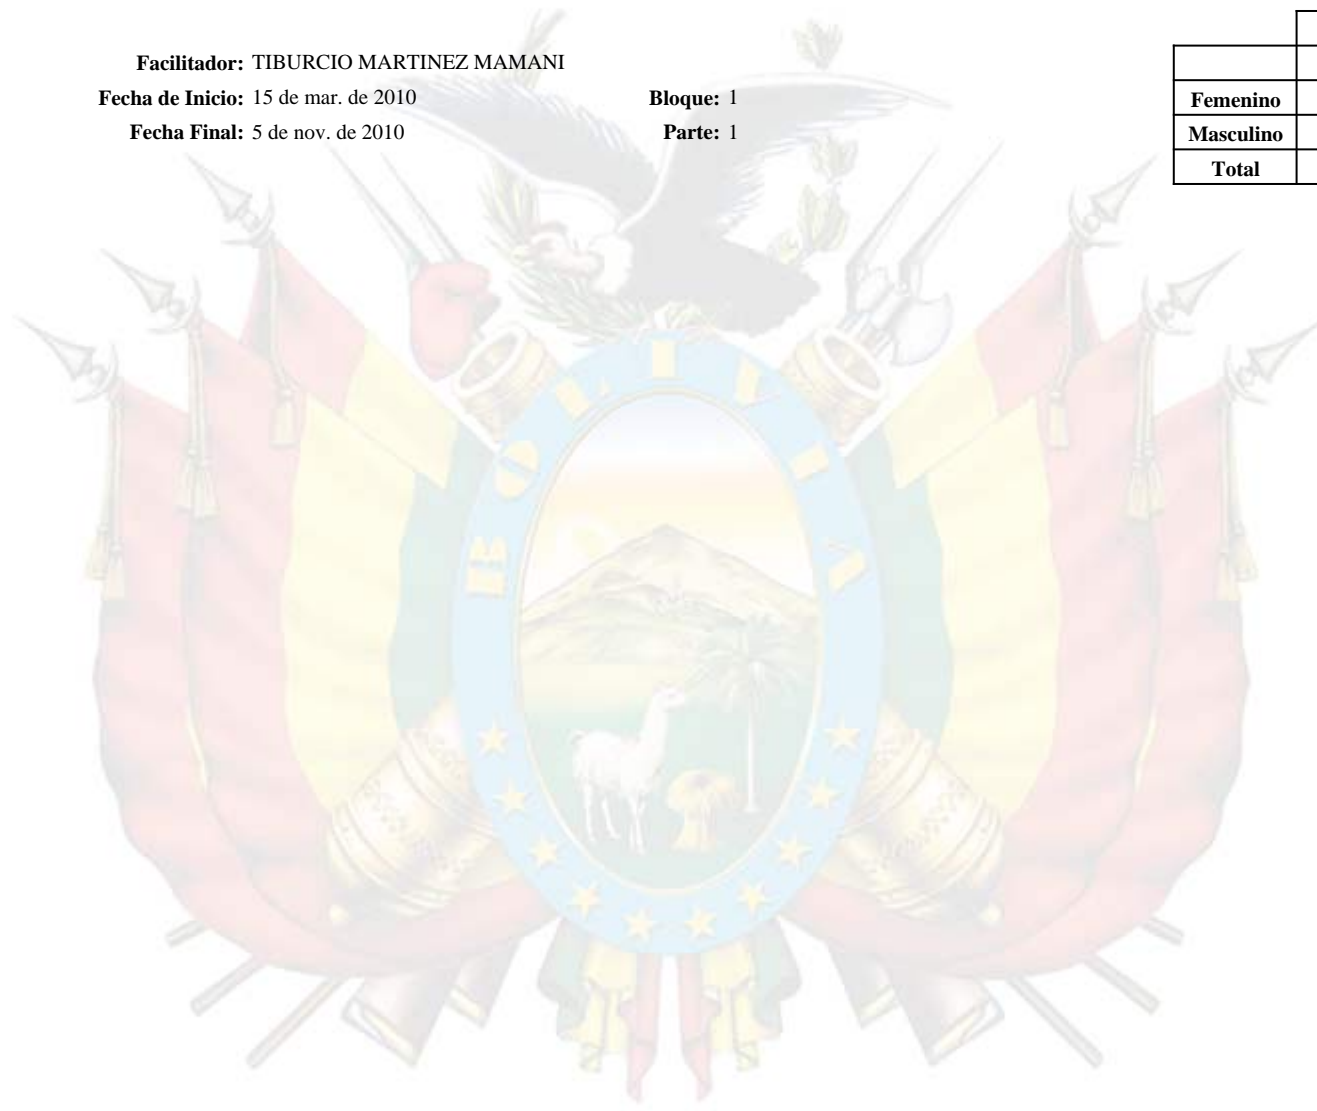 Facilitador: TIBURCIO MARTINEZ MAMANI
Fecha de Inicio: 15 de mar. de 2010 Bloque: 1
Fecha Final: 5 de nov. de 2010 Parte: 1
Femenino
Masculino
Total
BOLIVIA